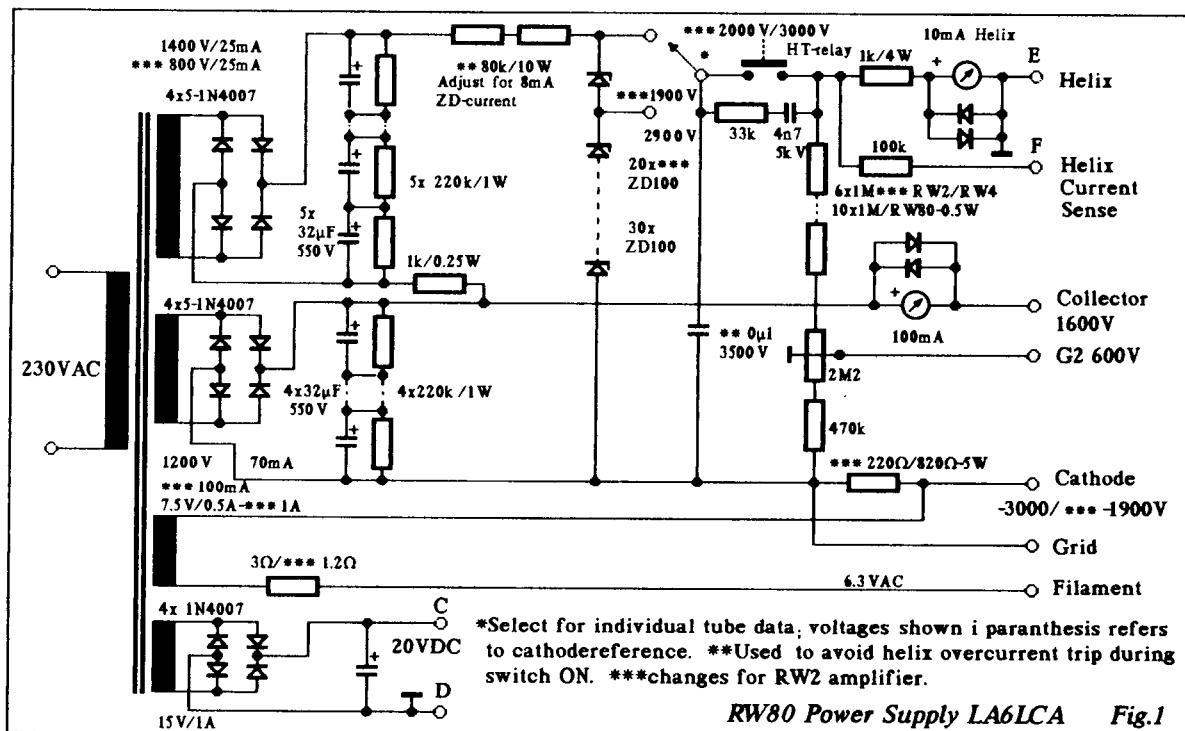 1400 V/25mA
*** 800 V/25mA
4x5-1N4007
** 80k/10W
Adjust for 8mA
ZD-current
*** 2000 V/3000 V
HT-relay
*
10mA Helix
1k/4W
+
E
Helix
***1900 V
2900 V
33k
4n7
5k V
100k
F
Helix
Current
Sense
+
+
+
5x 220k/1W
5x
32µF
550 V
20x***
ZD100
30x
ZD100
6x1M*** RW2/RW4
10x1M/RW80-0.5W
1k/0.25W
4x5-1N4007
+
100mA
Collector
1600V
230VAC
+
+
4x32µF
550 V
4x220k/1W
** 0µ1
3500 V
2M2
G2 600V
470k
1200 V
70mA
*** 100mA
7.5V/0.5A-*** 1A
*** 220Ω/820Ω-5W
Cathode
-3000/ *** -1900V
Grid
3Ω/*** 1.2Ω
6.3VAC
Filament
4x 1N4007
C
20VDC
+
D
15V/1A
*Select for individual tube data; voltages shown i paranthesis refers
to cathodereference. **Used to avoid helix overcurrent trip during
switch ON. ***changes for RW2 amplifier.
RW80 Power Supply LA6LCA Fig.1